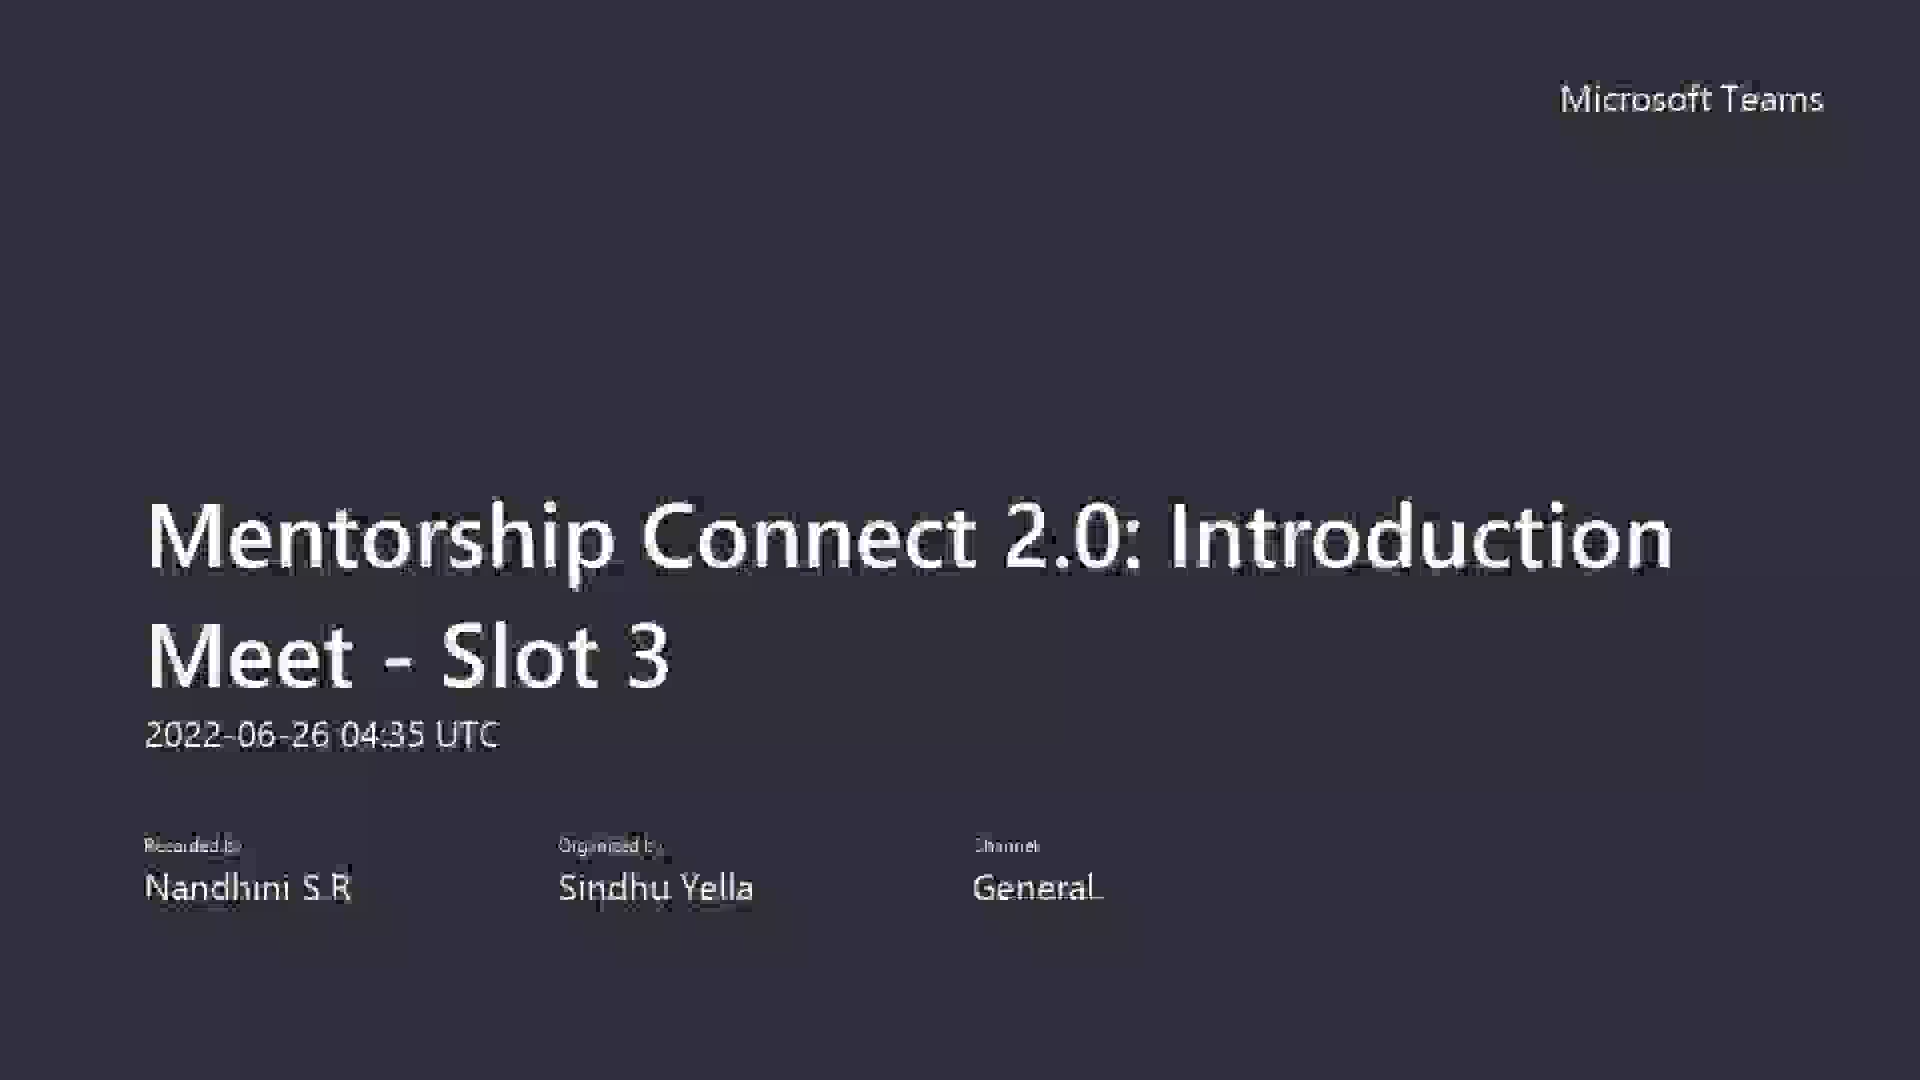 Microsoft Teams
Mentorship Connect 2.0: Introduction
Meet - Slot 3
2022-06-26 04:35 UTC
Recorded by
Organized by
Channel
Nandhini S R
Sindhu Yella
General